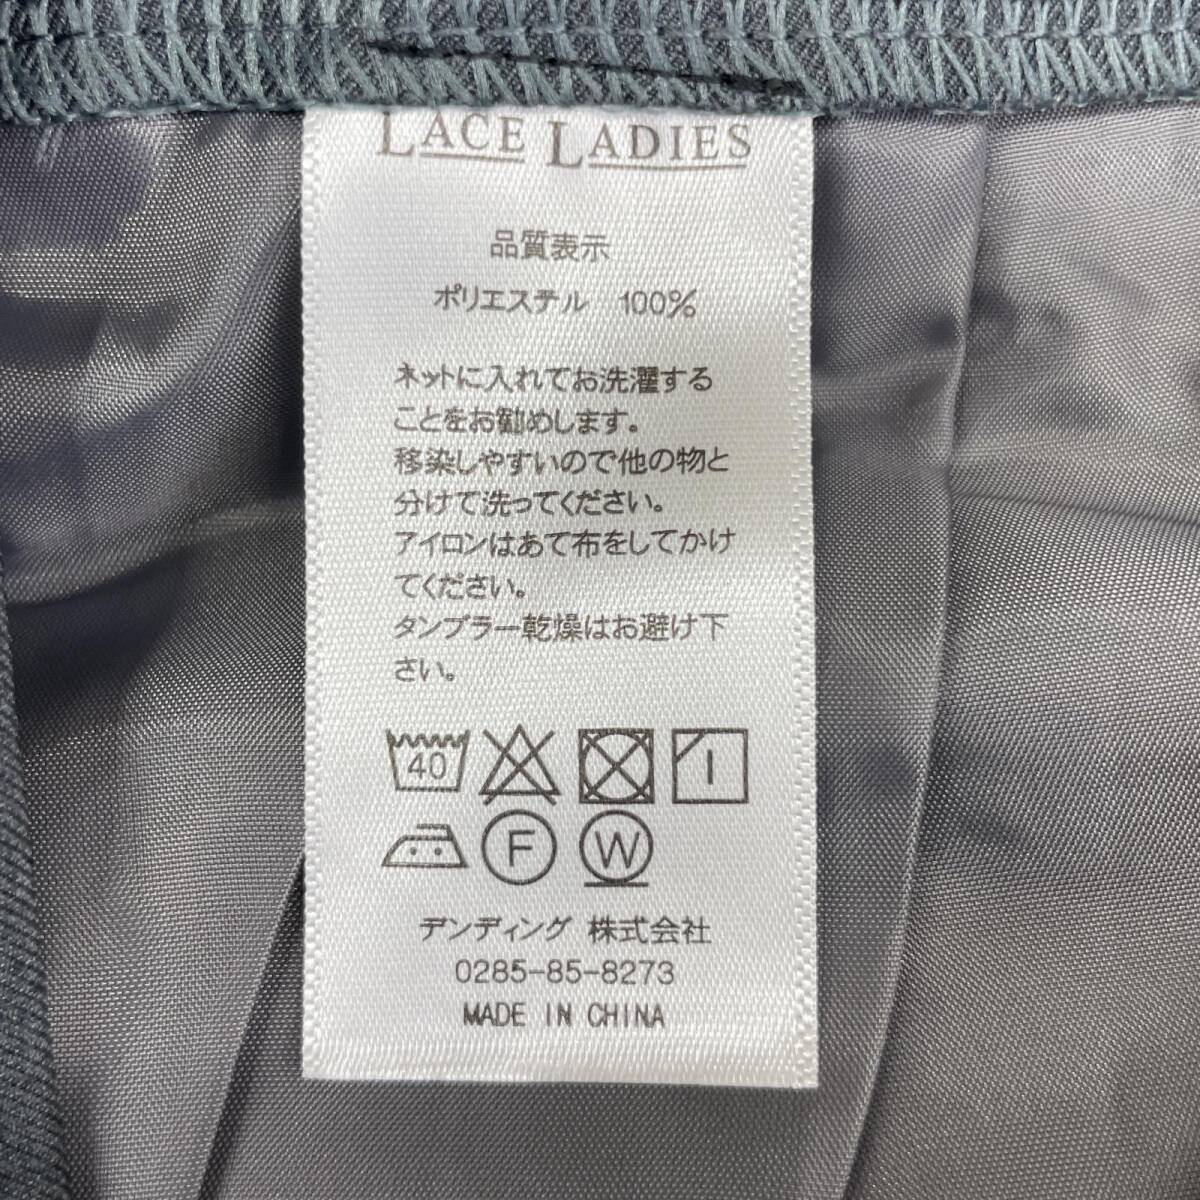 LACE LADIES
品質表示
ポリエステル 100%
ネットに入れてお洗濯する
ことをお勧めします。
移染しやすいので他の物と
分けて洗ってください。
アイロンはあて布をしてかけ
てください。
タンブラー乾燥はお避け下
さい。
40
F W
デンディング 株式会社
0285-85-8273
MADE IN CHINA